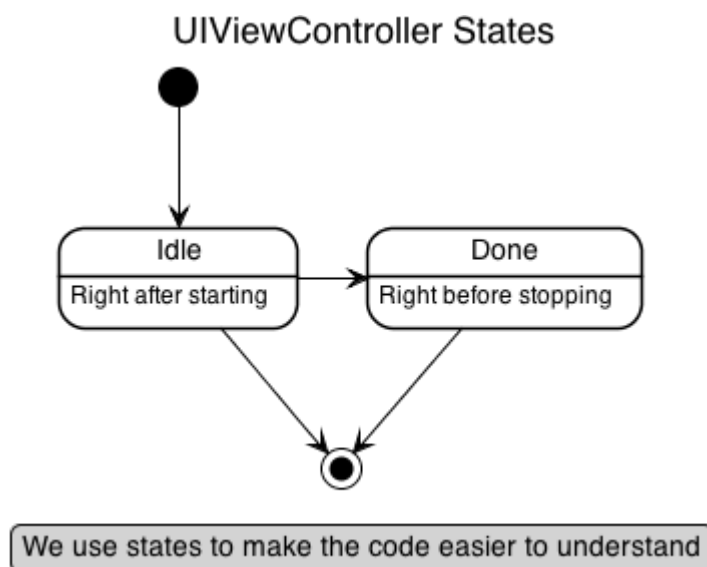 UIViewController States
Idle
Right after starting
Done
Right before stopping
We use states to make the code easier to understand